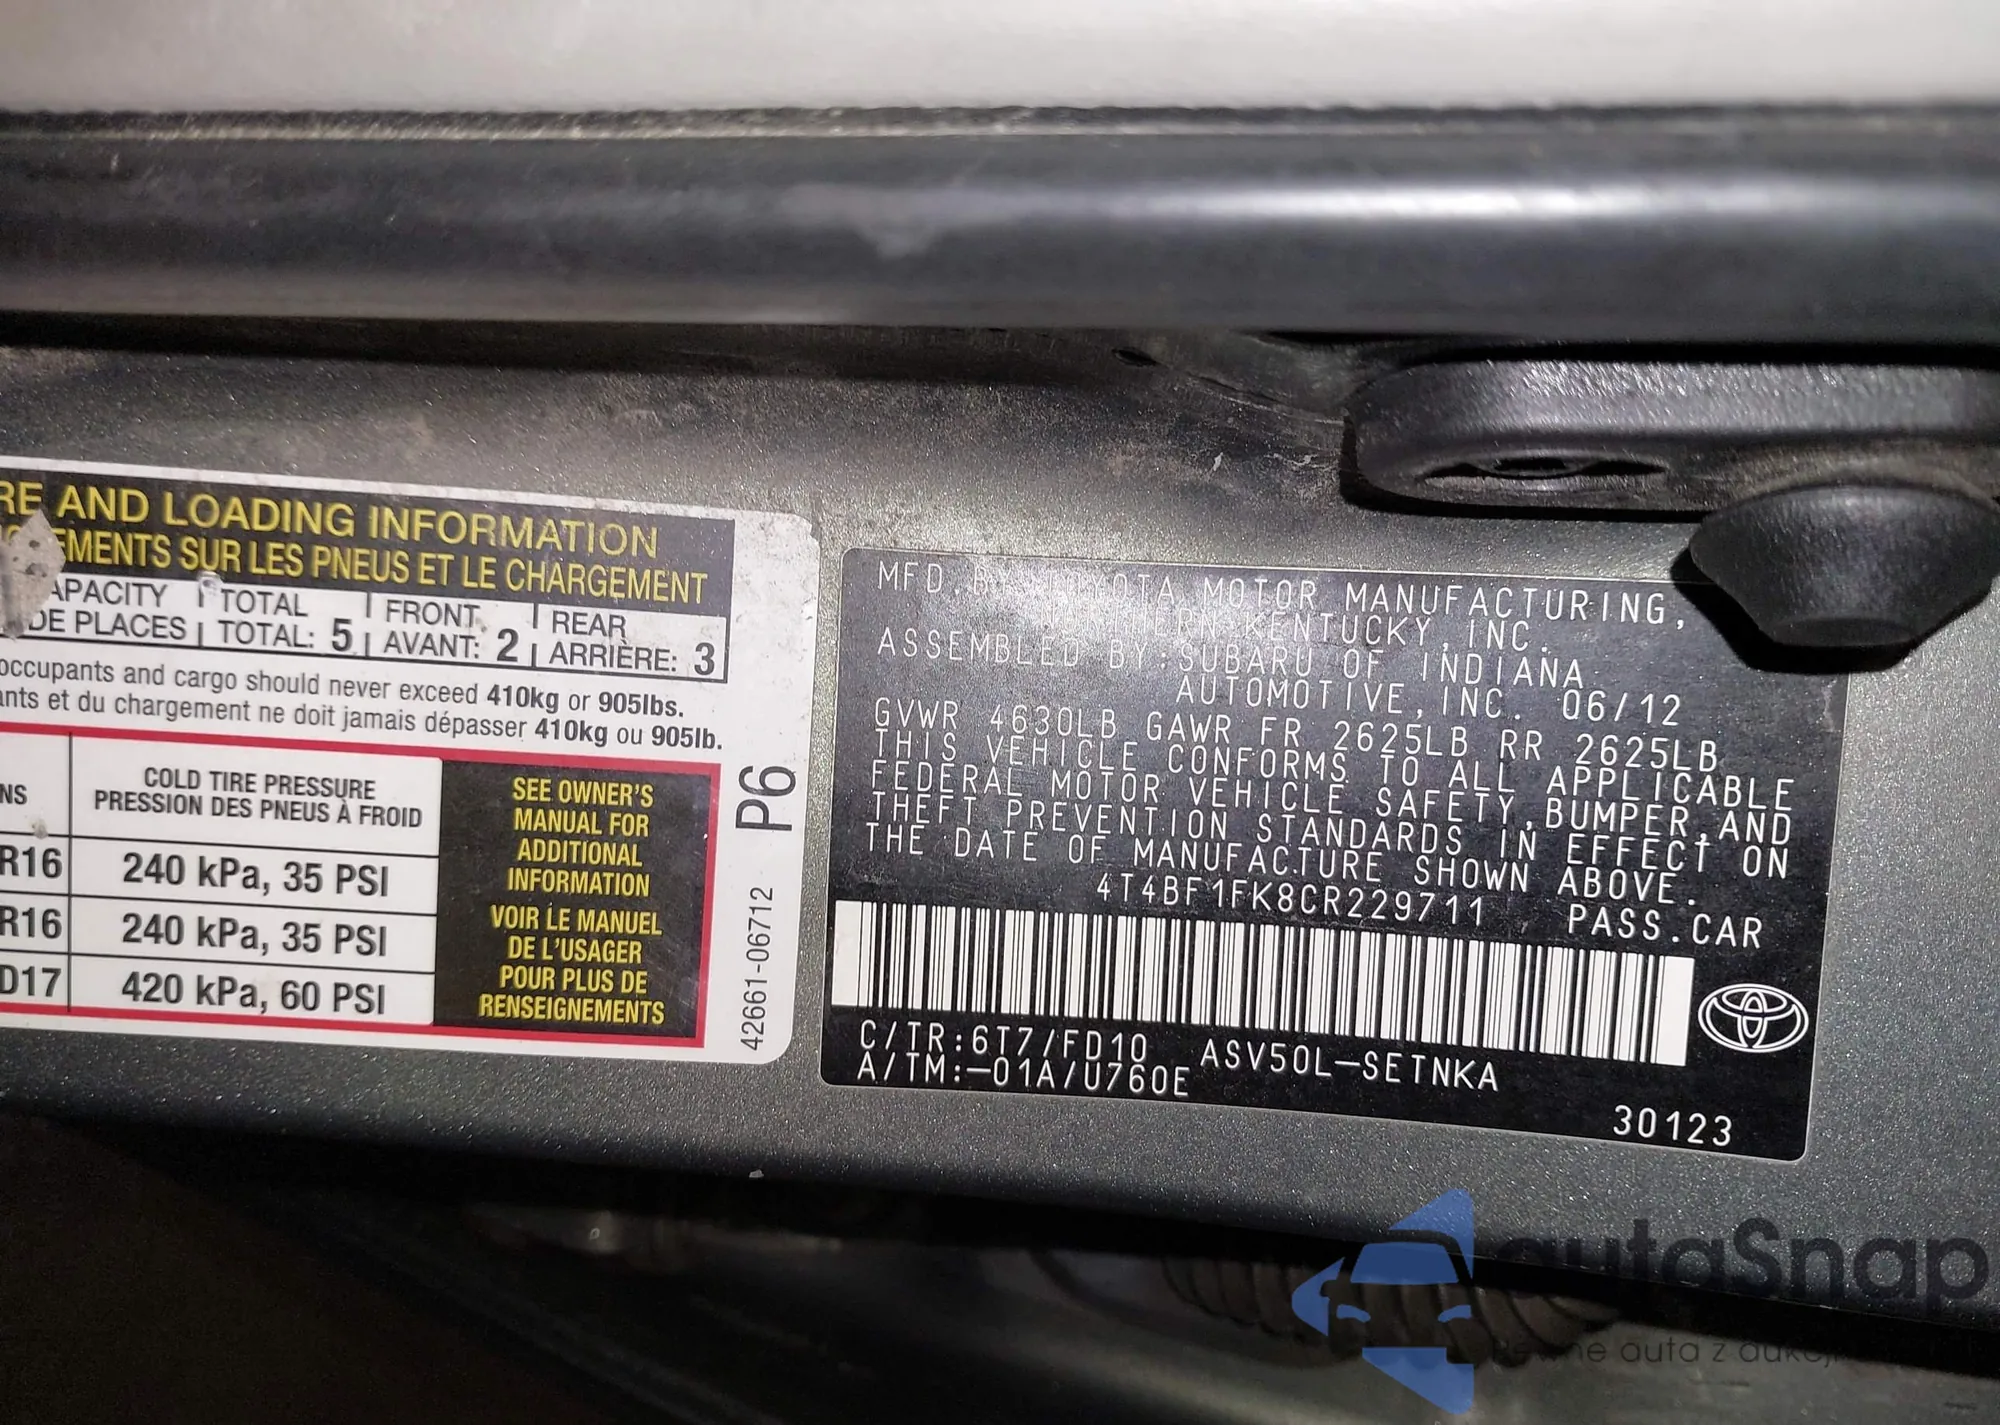 RE AND LOADING INFORMATION
EMENTS SUR LES PNEUS ET LE CHARGEMENT
APACITY TOTAL FRONT REAR
DE PLACES TOTAL: 5 AVANT: 2 ARRIÈRE: 3
occupants and cargo should never exceed 410kg or 905lbs.
ants et du chargement ne doit jamais dépasser 410kg ou 905lb.
NS
COLD TIRE PRESSURE
PRESSION DES PNEUS À FROID
R16 240 kPa, 35 PSI
R16 240 kPa, 35 PSI
D17 420 kPa, 60 PSI
SEE OWNER'S
MANUAL FOR
ADDITIONAL
INFORMATION
VOIR LE MANUEL
DE L'USAGER
POUR PLUS DE
RENSEIGNEMENTS
P6
42661-06712
MFD.BY TOYOTA MOTOR MANUFACTURING,
KENTUCKY, INC.
ASSEMBLED BY:SUBARU OF INDIANA
AUTOMOTIVE, INC. 06/12
GVWR 4630LB GAWR FR 2625LB RR 2625LB
THIS VEHICLE CONFORMS TO ALL APPLICABLE
FEDERAL MOTOR VEHICLE SAFETY, BUMPER, AND
THEFT PREVENTION STANDARDS IN EFFECT ON
THE DATE OF MANUFACTURE SHOWN ABOVE.
4T4BF1FK8CR229711 PASS.CAR
C/TR:6T7/FD10 ASV50L-SETNKA
A/TM:-01A/U760E
30123
autaSnap
auta z